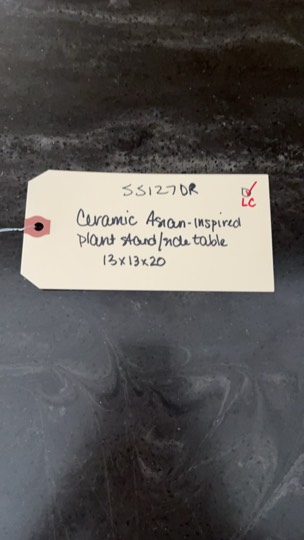 SS127DR
LC
Ceramic Asian-inspired
plant stand/side table
13x13x20